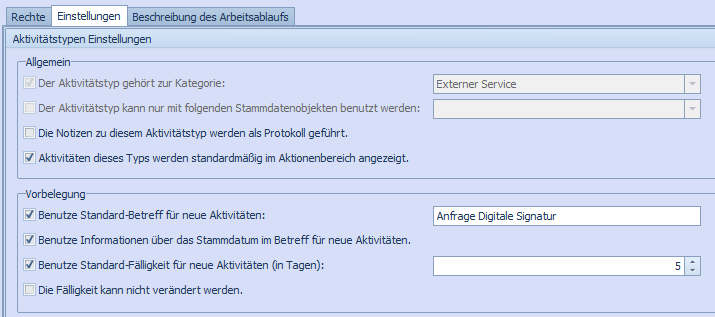 Rechte Einstellungen Beschreibung des Arbeitsablaufs
Aktivitätstypen Einstellungen
Allgemein
Der Aktivitätstyp gehört zur Kategorie: Externer Service
Der Aktivitätstyp kann nur mit folgenden Stammdatenobjekten benutzt werden:
Die Notizen zu diesem Aktivitätstyp werden als Protokoll geführt.
Aktivitäten dieses Typs werden standardmäßig im Aktionenbereich angezeigt.
Vorbelegung
Benutze Standard-Betreff für neue Aktivitäten: Anfrage Digitale Signatur
Benutze Informationen über das Stammdatum im Betreff für neue Aktivitäten.
Benutze Standard-Fälligkeit für neue Aktivitäten (in Tagen): 5
Die Fälligkeit kann nicht verändert werden.